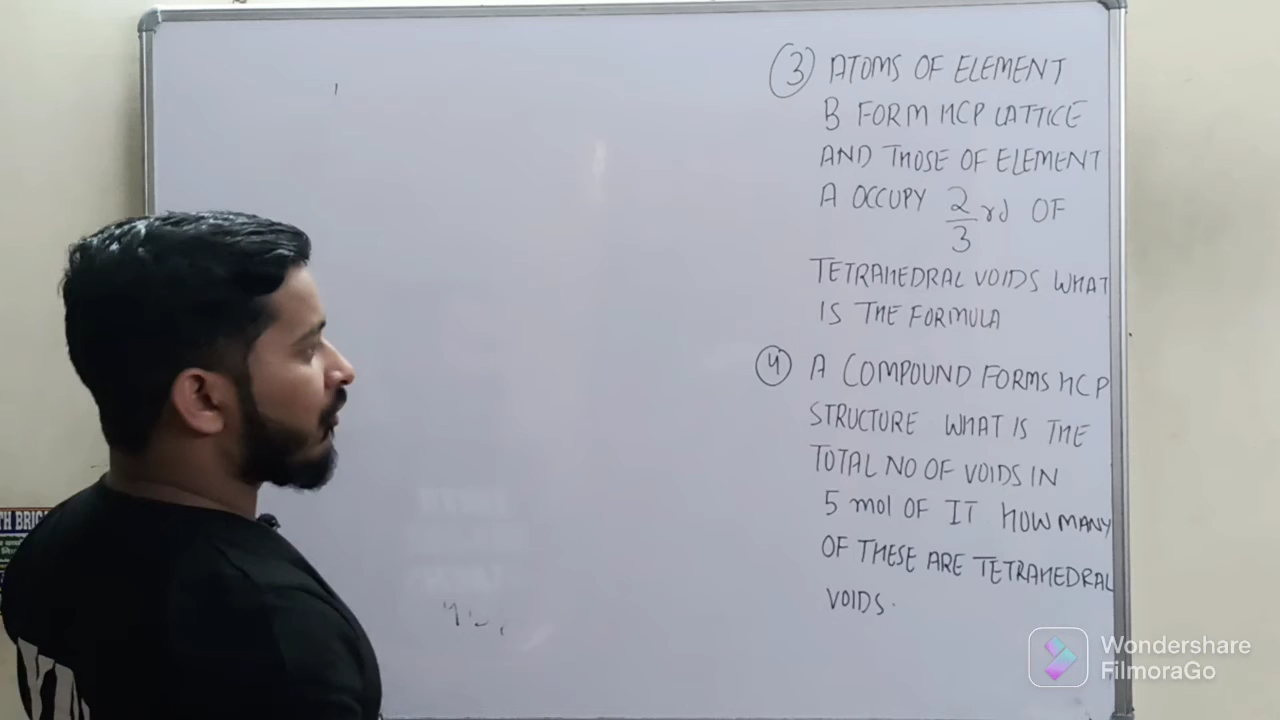 ③ ATOMS OF ELEMENT
B FORM HCP LATTICE
AND THOSE OF ELEMENT
A OCCUPY 2/3 rd OF
TETRAHEDRAL VOIDS WHAT
IS THE FORMULA
④ A COMPOUND FORMS HCP
STRUCTURE WHAT IS THE
TOTAL NO OF VOIDS IN
5 mol OF IT HOW MANY
OF THESE ARE TETRAHEDRAL
VOIDS.
TH BRIG
Wondershare
FilmoraGo